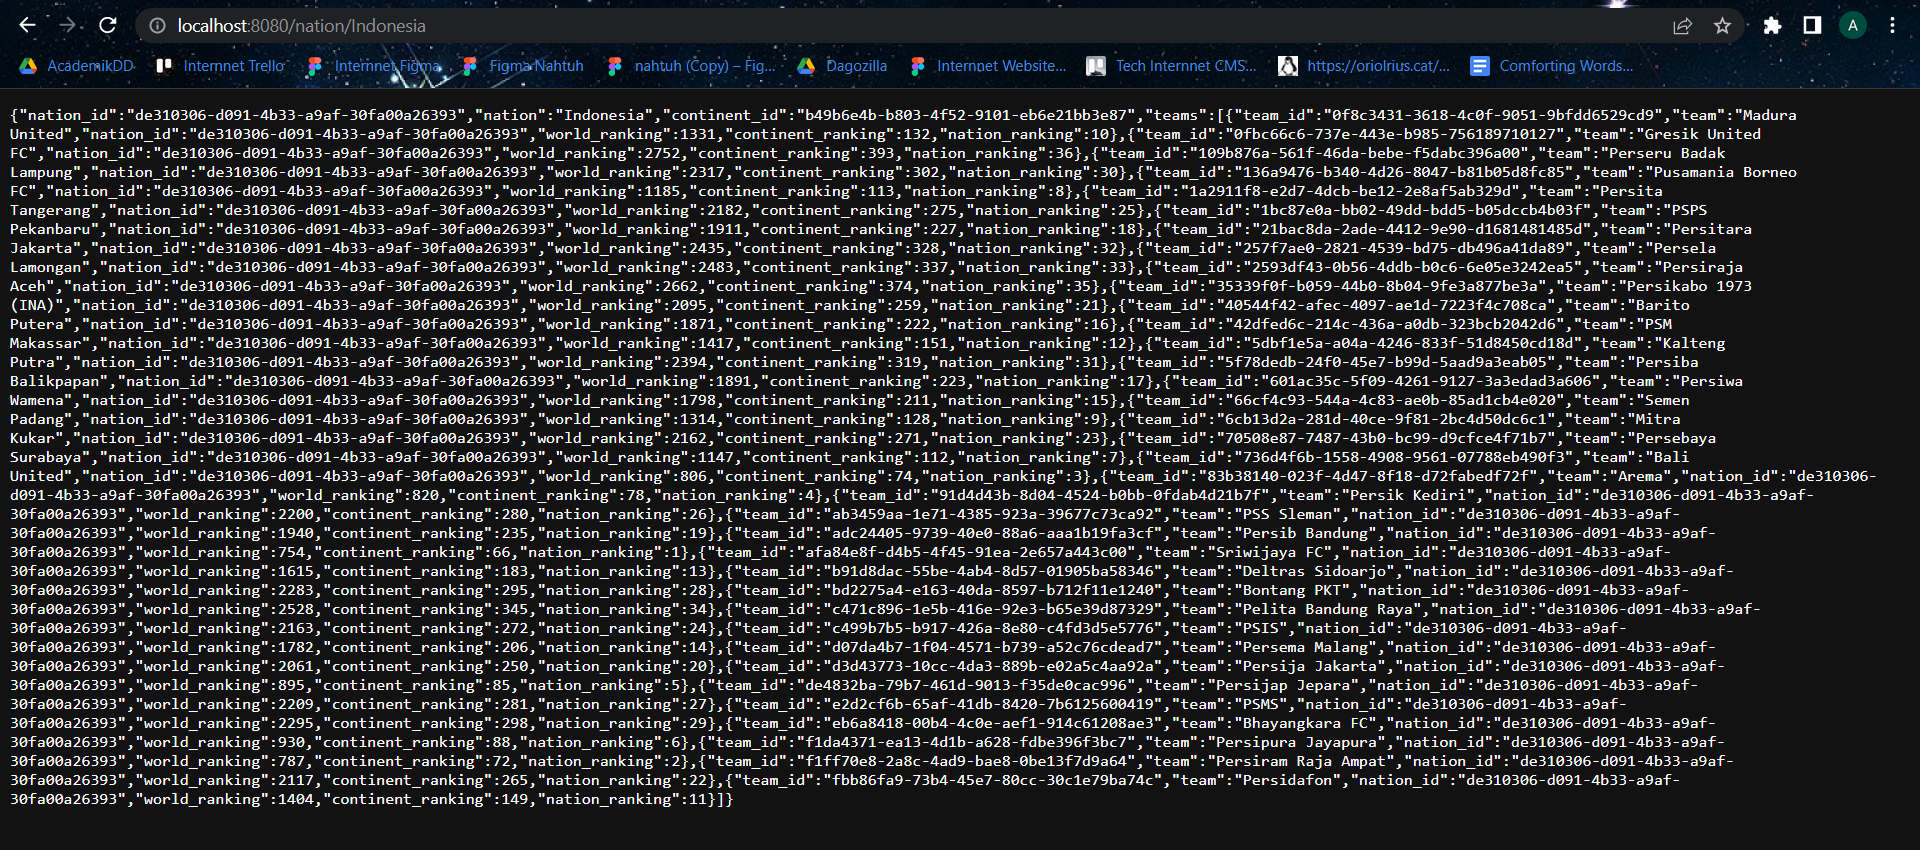 localhost:8080/nation/Indonesia
A
AcademikDD
Internnet Trello
Internnet Figma
Figma Nahtuh
nahtuh (Copy) – Fig...
Dagozilla
Internpet Website...
Tech Internet CMS...
https://oriolrius.cat/...
Comforting Words...
{"nation_id":"de310306-d091-4b33-a9af-30fa00a26393","nation":"Indonesia","continent_id":"b49b6e4b-b803-4f52-9101-eb6e21bb3e87","teams":[{"team_id":"0f8c3431-3618-4c0f-9051-9bfdd6529cd9","team":"Madura
United","nation_id":"de310306-d091-4b33-a9af-30fa00a26393","world_ranking":1331,"continent_ranking":132,"nation_ranking":10},{"team_id":"0fbc66c6-737e-443e-b985-756189710127","team":"Gresik United
FC","nation_id":"de310306-d091-4b33-a9af-30fa00a26393","world_ranking":2752,"continent_ranking":393,"nation_ranking":36},{"team_id":"109b876a-561f-46da-bebe-f5dabc396a00","team":"Perseru Badak
Lampung","nation_id":"de310306-d091-4b33-a9af-30fa00a26393","world_ranking":2317,"continent_ranking":302,"nation_ranking":30},{"team_id":"136a9476-b340-4d26-8047-b81b05d8fc85","team":"Pusamania Borneo
FC","nation_id":"de310306-d091-4b33-a9af-30fa00a26393","world_ranking":1185,"continent_ranking":113,"nation_ranking":8},{"team_id":"1a2911f8-e2d7-4dcb-be12-2e8af5ab329d","team":"Persita
Tangerang","nation_id":"de310306-d091-4b33-a9af-30fa00a26393","world_ranking":2182,"continent_ranking":275,"nation_ranking":25},{"team_id":"1bc87e0a-bb02-49dd-bdd5-b05dccb4b03f","team":"PSPS
Pekanbaru","nation_id":"de310306-d091-4b33-a9af-30fa00a26393","world_ranking":1911,"continent_ranking":227,"nation_ranking":18},{"team_id":"21bac8da-2ade-4412-9e90-d1681481485d","team":"Persitara
Jakarta","nation_id":"de310306-d091-4b33-a9af-30fa00a26393","world_ranking":2435,"continent_ranking":328,"nation_ranking":32},{"team_id":"257f7ae0-2821-4539-bd75-db496a41da89","team":"Persela
Lamongan","nation_id":"de310306-d091-4b33-a9af-30fa00a26393","world_ranking":2483,"continent_ranking":337,"nation_ranking":33},{"team_id":"2593df43-0b56-4ddb-b0c6-6e05e3242ea5","team":"Persiraja
Aceh","nation_id":"de310306-d091-4b33-a9af-30fa00a26393","world_ranking":2662,"continent_ranking":374,"nation_ranking":35},{"team_id":"35339f0f-b059-44b0-8b04-9fe3a877be3a","team":"Persikabo 1973
(INA)","nation_id":"de310306-d091-4b33-a9af-30fa00a26393","world_ranking":2095,"continent_ranking":259,"nation_ranking":21},{"team_id":"40544f42-afec-4097-ae1d-7223f4c708ca","team":"Barito
Putera","nation_id":"de310306-d091-4b33-a9af-30fa00a26393","world_ranking":1871,"continent_ranking":222,"nation_ranking":16},{"team_id":"42dfed6c-214c-436a-a0db-323bcb2042d6","team":"PSM
Makassar","nation_id":"de310306-d091-4b33-a9af-30fa00a26393","world_ranking":1417,"continent_ranking":151,"nation_ranking":12},{"team_id":"5dbf1e5a-a04a-4246-833f-51d8450cd18d","team":"Kalteng
Putra","nation_id":"de310306-d091-4b33-a9af-30fa00a26393","world_ranking":2394,"continent_ranking":319,"nation_ranking":31},{"team_id":"5f78dedb-24f0-45e7-b99d-5aad9a3eab05","team":"Persiba
Balikpapan","nation_id":"de310306-d091-4b33-a9af-30fa00a26393","world_ranking":1891,"continent_ranking":223,"nation_ranking":17},{"team_id":"601ac35c-5f09-4261-9127-3a3edad3a606","team":"Persiwa
Wamena","nation_id":"de310306-d091-4b33-a9af-30fa00a26393","world_ranking":1798,"continent_ranking":211,"nation_ranking":15},{"team_id":"66cf4c93-544a-4c83-ae0b-85ad1cb4e020","team":"Semen
Padang","nation_id":"de310306-d091-4b33-a9af-30fa00a26393","world_ranking":1314,"continent_ranking":128,"nation_ranking":9},{"team_id":"6cb13d2a-281d-40ce-9f81-2bc4d50dc6c1","team":"Mitra
Kukar","nation_id":"de310306-d091-4b33-a9af-30fa00a26393","world_ranking":2162,"continent_ranking":271,"nation_ranking":23},{"team_id":"70508e87-7487-43b0-bc99-d9cfce4f71b7","team":"Persebaya
Surabaya","nation_id":"de310306-d091-4b33-a9af-30fa00a26393","world_ranking":1147,"continent_ranking":112,"nation_ranking":7},{"team_id":"736d4f6b-1558-4908-9561-07788eb490f3","team":"Bali
United","nation_id":"de310306-d091-4b33-a9af-30fa00a26393","world_ranking":806,"continent_ranking":74,"nation_ranking":3},{"team_id":"83b38140-023f-4d47-8f18-d72fabedf72f","team":"Arema","nation_id":"de310306-
d091-4b33-a9af-30fa00a26393","world_ranking":820,"continent_ranking":78,"nation_ranking":4},{"team_id":"91d4d43b-8d04-4524-b0bb-0fdab4d21b7f","team":"Persik Kediri","nation_id":"de310306-d091-4b33-a9af-
30fa00a26393","world_ranking":2200,"continent_ranking":280,"nation_ranking":26},{"team_id":"ab3459aa-1e71-4385-923a-39677c73ca92","team":"PSS Sleman","nation_id":"de310306-d091-4b33-a9af-
30fa00a26393","world_ranking":1940,"continent_ranking":235,"nation_ranking":19},{"team_id":"adc24405-9739-40e0-88a6-aaa1b19fa3cf","team":"Persib Bandung","nation_id":"de310306-d091-4b33-a9af-
30fa00a26393","world_ranking":754,"continent_ranking":66,"nation_ranking":1},{"team_id":"afa84e8f-d4b5-4f45-91ea-2e657a443c00","team":"Sriwijaya FC","nation_id":"de310306-d091-4b33-a9af-
30fa00a26393","world_ranking":1615,"continent_ranking":183,"nation_ranking":13},{"team_id":"b91d8dac-55be-4ab4-8d57-01905ba58346","team":"Deltras Sidoarjo","nation_id":"de310306-d091-4b33-a9af-
30fa00a26393","world_ranking":2283,"continent_ranking":295,"nation_ranking":28},{"team_id":"bd2275a4-e163-40da-8597-b712f11e1240","team":"Bontang PKT","nation_id":"de310306-d091-4b33-a9af-
30fa00a26393","world_ranking":2528,"continent_ranking":345,"nation_ranking":34},{"team_id":"c471c896-1e5b-416e-92e3-b65e39d87329","team":"Pelita Bandung Raya","nation_id":"de310306-d091-4b33-a9af-
30fa00a26393","world_ranking":2163,"continent_ranking":272,"nation_ranking":24},{"team_id":"c499b7b5-b917-426a-8e80-c4fd3d5e5776","team":"PSIS","nation_id":"de310306-d091-4b33-a9af-
30fa00a26393","world_ranking":1782,"continent_ranking":206,"nation_ranking":14},{"team_id":"d07da4b7-1f04-4571-b739-a52c76cdead7","team":"Persema Malang","nation_id":"de310306-d091-4b33-a9af-
30fa00a26393","world_ranking":2061,"continent_ranking":250,"nation_ranking":20},{"team_id":"d3d43773-10cc-4da3-889b-e02a5c4aa92a","team":"Persija Jakarta","nation_id":"de310306-d091-4b33-a9af-
30fa00a26393","world_ranking":895,"continent_ranking":85,"nation_ranking":5},{"team_id":"de4832ba-79b7-461d-9013-f35de0cac996","team":"Persijap Jepara","nation_id":"de310306-d091-4b33-a9af-
30fa00a26393","world_ranking":2209,"continent_ranking":281,"nation_ranking":27},{"team_id":"e2d2cf6b-65af-41db-8420-7b6125600419","team":"PSMS","nation_id":"de310306-d091-4b33-a9af-
30fa00a26393","world_ranking":2295,"continent_ranking":298,"nation_ranking":29},{"team_id":"eb6a8418-00b4-4c0e-aef1-914c61208ae3","team":"Bhayangkara FC","nation_id":"de310306-d091-4b33-a9af-
30fa00a26393","world_ranking":930,"continent_ranking":88,"nation_ranking":6},{"team_id":"f1da4371-ea13-4d1b-a628-fdbe396f3bc7","team":"Persipura Jayapura","nation_id":"de310306-d091-4b33-a9af-
30fa00a26393","world_ranking":787,"continent_ranking":72,"nation_ranking":2},{"team_id":"f1ff70e8-2a8c-4ad9-bae8-0be13f7d9a64","team":"Persiram Raja Ampat","nation_id":"de310306-d091-4b33-a9af-
30fa00a26393","world_ranking":2117,"continent_ranking":265,"nation_ranking":22},{"team_id":"fbb86fa9-73b4-45e7-80cc-30c1e79ba74c","team":"Persidafon","nation_id":"de310306-d091-4b33-a9af-
30fa00a26393","world_ranking":1404,"continent_ranking":149,"nation_ranking":11}]}